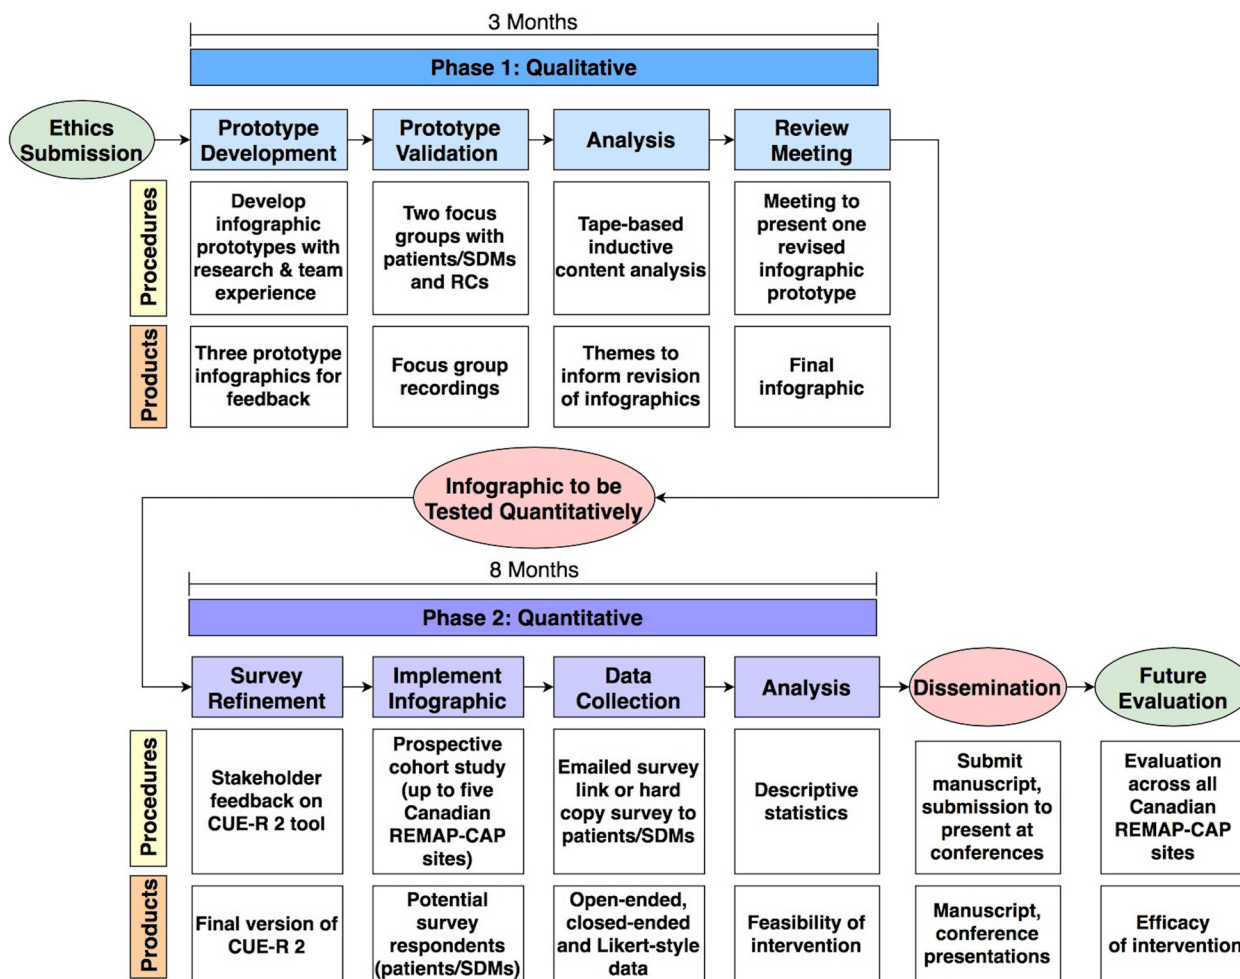 3 Months
Phase 1: Qualitative
Ethics
Submission
Prototype
Development
Prototype
Validation
Analysis
Review
Meeting
Procedures
Develop
infographic
prototypes with
research & team
experience
Two focus
groups with
patients/SDMs
and RCs
Tape-based
inductive
content analysis
Meeting to
present one
revised
infographic
prototype
Products
Three prototype
infographics for
feedback
Focus group
recordings
Themes to
inform revision
of infographics
Final
infographic
Infographic to be
Tested Quantitatively
8 Months
Phase 2: Quantitative
Survey
Refinement
Implement
Infographic
Data
Collection
Analysis
Dissemination
Future
Evaluation
Procedures
Stakeholder
feedback on
CUE-R 2 tool
Prospective
cohort study
(up to five
Canadian
REMAP-CAP
sites)
Emailed survey
link or hard
copy survey to
patients/SDMs
Descriptive
statistics
Submit
manuscript,
submission to
present at
conferences
Evaluation
across all
Canadian
REMAP-CAP
sites
Products
Final version of
CUE-R 2
Potential
survey
respondents
(patients/SDMs)
Open-ended,
closed-ended
and Likert-style
data
Feasibility of
intervention
Manuscript,
conference
presentations
Efficacy
of intervention